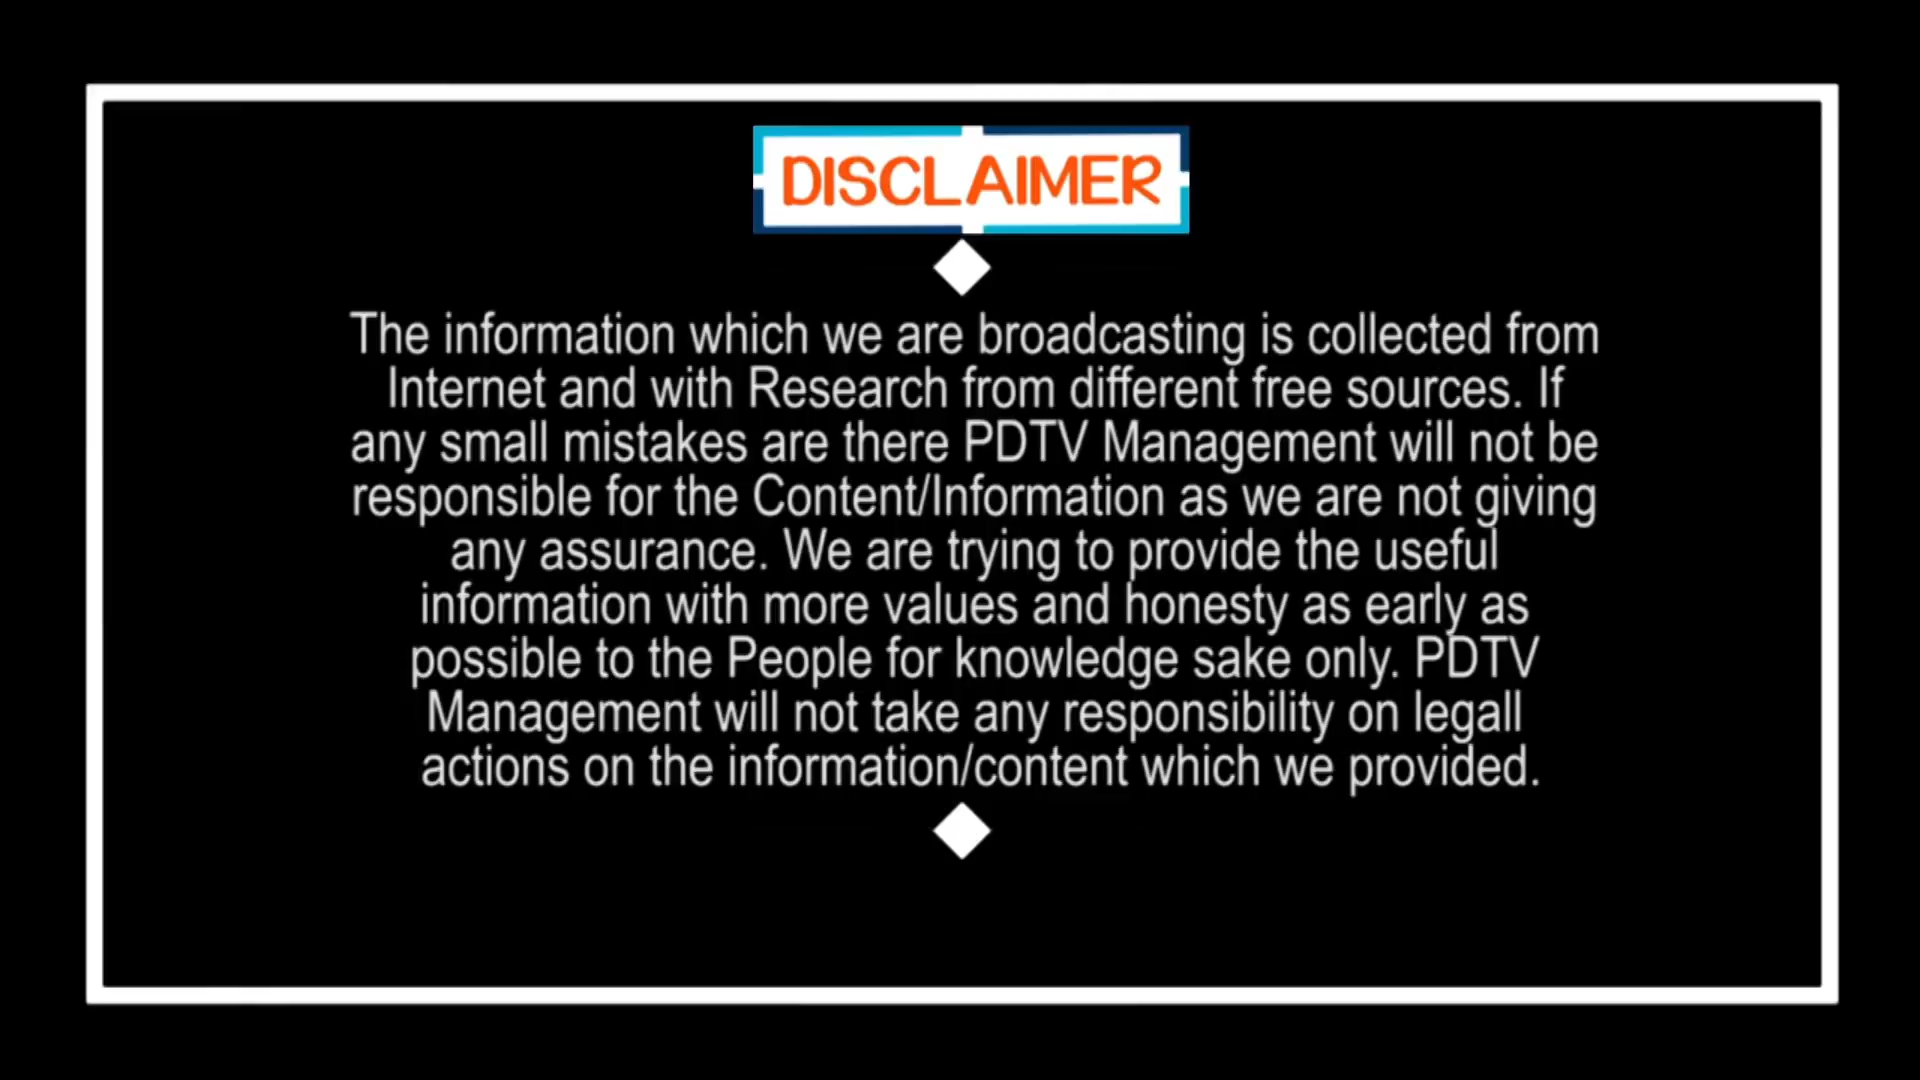 DISCLAIMER
The information which we are broadcasting is collected from
Internet and with Research from different free sources. If
any small mistakes are there PDTV Management will not be
responsible for the Content/Information as we are not giving
any assurance. We are trying to provide the useful
information with more values and honesty as early as
possible to the People for knowledge sake only. PDTV
Management will not take any responsibility on legall
actions on the information/content which we provided.